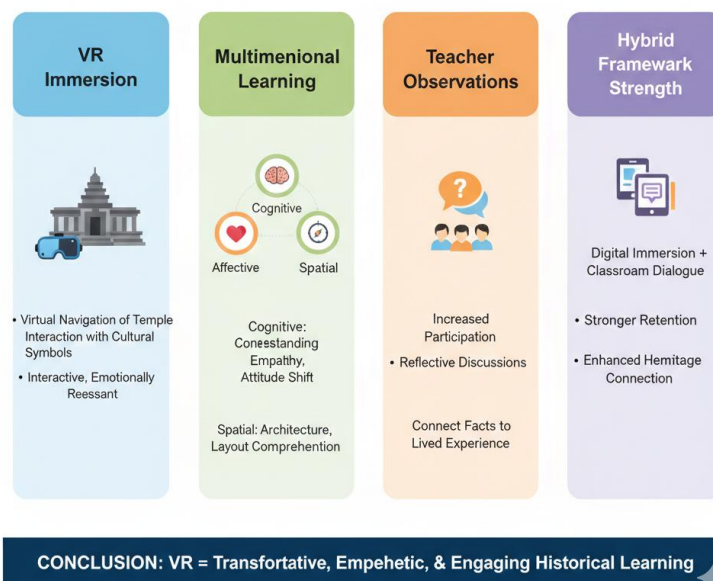 VR
Immersion
Multimenional
Learning
Teacher
Observations
Hybrid
Framewark
Strength
Cognitive
Affective
Spatial
?
• Virtual Navigation of Temple
Interaction with Cultural
Symbols
• Interactive, Emotionally
Reessant
Cognitive:
Coneestanding
Empathy,
Attitude Shift
Spatial: Architecture,
Layout Comprehention
Increased
Participation
• Reflective Discussions
Connect Facts to
Lived Experience
Digital Immersion +
Classroam Dialogue
• Stronger Retention
• Enhanced Hemitage
Connection
CONCLUSION: VR = Transfortative, Empehetic, & Engaging Historical Learning